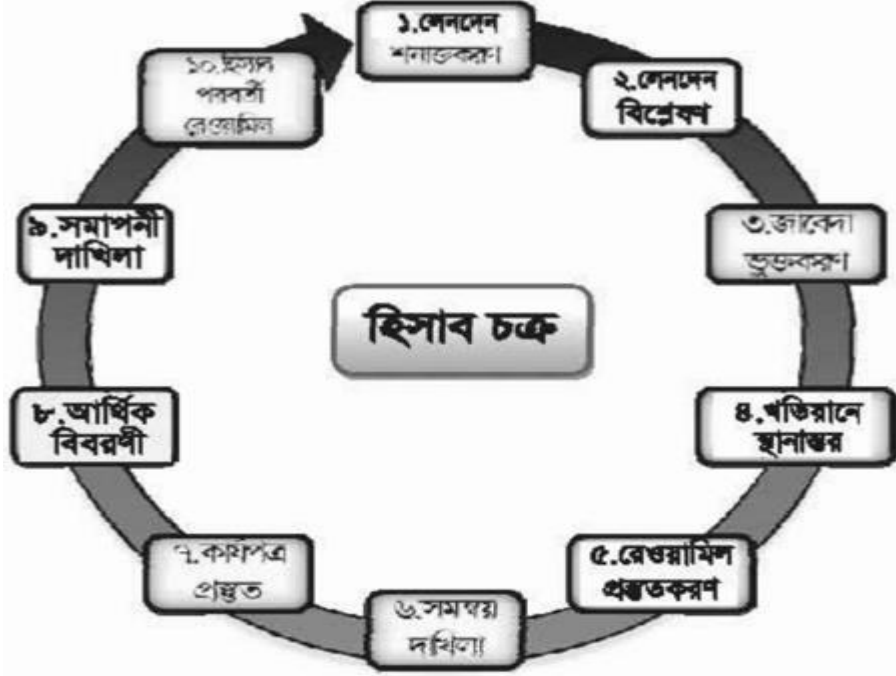 ১.লেনদেন
শনাক্তকরণ
২.লেনদেন
বিশ্লেষণ
৩.জাবেদা
ভুক্তকরণ
৪.খতিয়ানে
স্থানান্তর
৫.রেওয়ামিল
প্রস্তুতকরণ
৬.সমন্বয়
দাখিলা
৭.কার্যপত্র
প্রস্তুত
৮.আর্থিক
বিবরণী
৯.সমাপনী
দাখিলা
১০.হিসাব
পরবর্তী
রেওয়ামিল
হিসাব চক্র